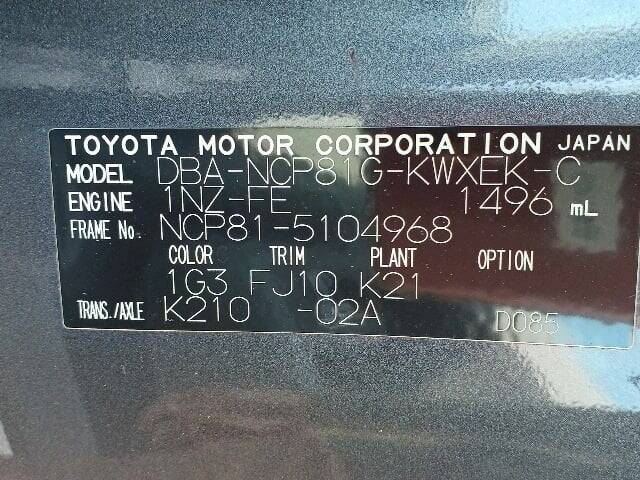 TOYOTA MOTOR CORPORATION JAPAN
MODEL DBA-NCP81G-KWXEK-C
ENGINE 1NZ-FE 1496 mL
FRAME No. NCP81-5104968
COLOR TRIM PLANT OPTION
1G3 FJ10 K21
TRANS./AXLE K210 -02A D085